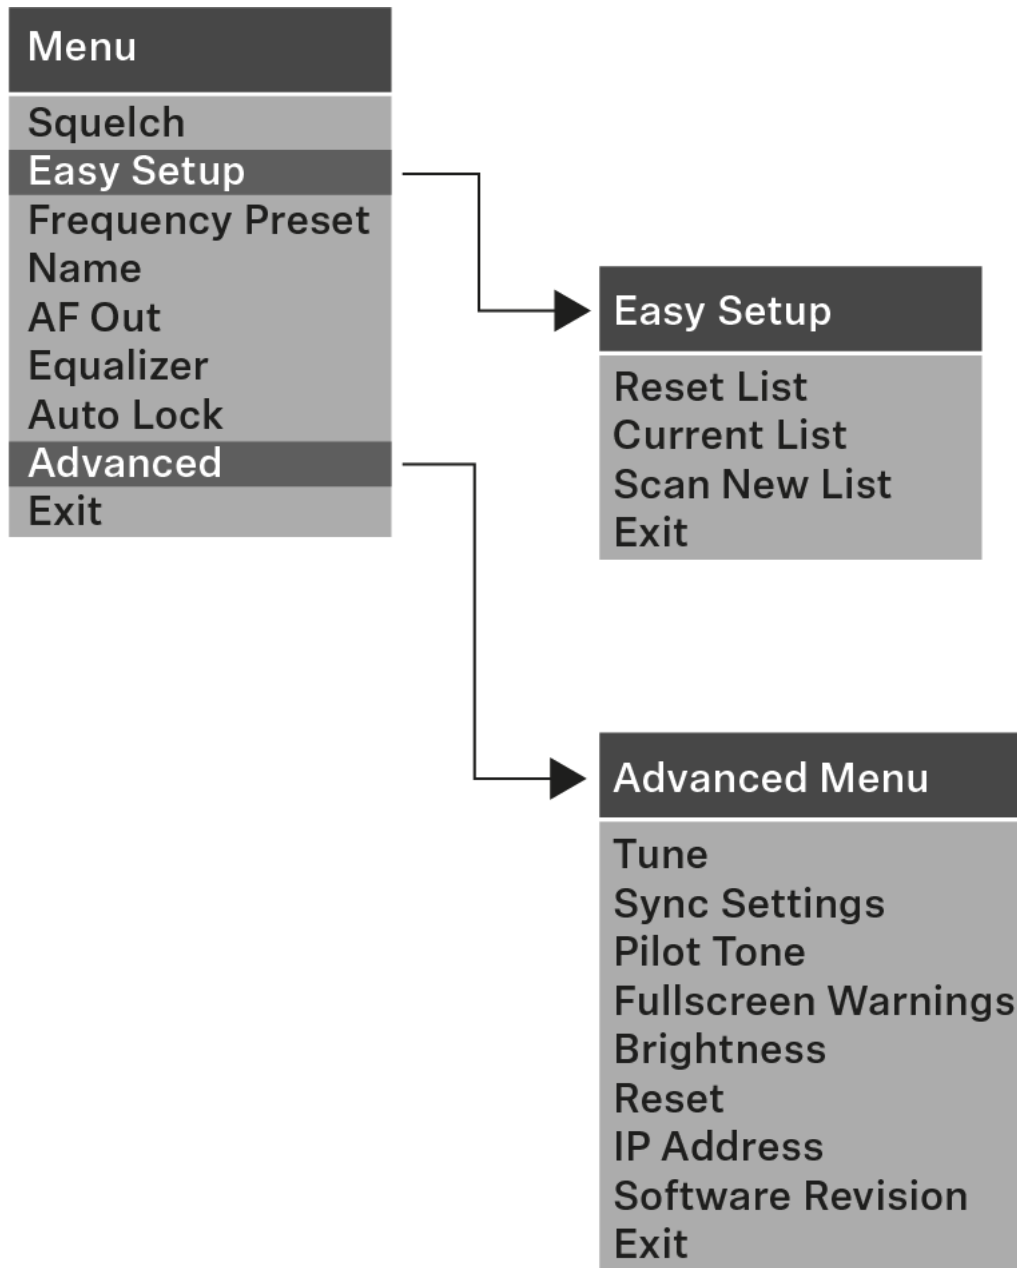 Menu
Squelch
Easy Setup
Frequency Preset
Name
AF Out
Equalizer
Auto Lock
Advanced
Exit
Easy Setup
Reset List
Current List
Scan New List
Exit
Advanced Menu
Tune
Sync Settings
Pilot Tone
Fullscreen Warnings
Brightness
Reset
IP Address
Software Revision
Exit